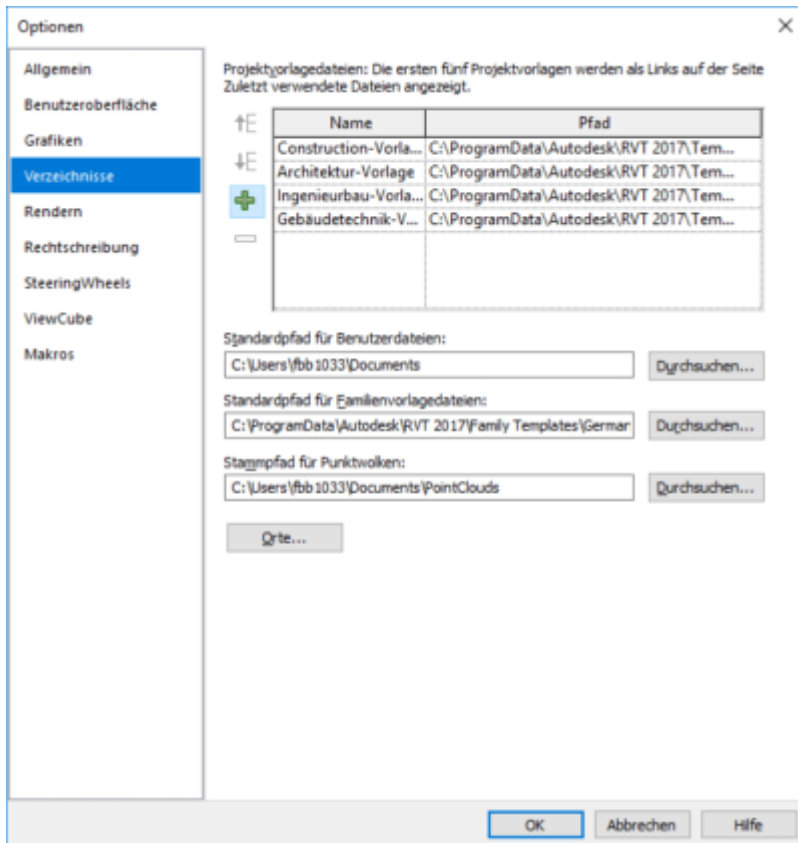 Optionen
Allgemein
Benutzeroberfläche
Grafiken
Verzeichnisse
Rendern
Rechtschreibung
SteeringWheels
ViewCube
Makros
Projektvorlagedateien: Die ersten fünf Projektvorlagen werden als Links auf der Seite
Zuletzt verwendete Dateien angezeigt.
Name Pfad
Construction-Vorla... C:\ProgramData\Autodesk\RVT 2017\Tem...
Architektur-Vorlage C:\ProgramData\Autodesk\RVT 2017\Tem...
Ingenieurbau-Vorla... C:\ProgramData\Autodesk\RVT 2017\Tem...
Gebäudetechnik-V... C:\ProgramData\Autodesk\RVT 2017\Tem...
Standardpfad für Benutzerdateien:
C:\Users\fbb1033\Documents Durchsuchen...
Standardpfad für Familienvorlagedateien:
C:\ProgramData\Autodesk\RVT 2017\Family Templates\German Durchsuchen...
Stammpfad für Punktwolken:
C:\Users\fbb1033\Documents\PointClouds Durchsuchen...
Orte...
OK Abbrechen Hilfe